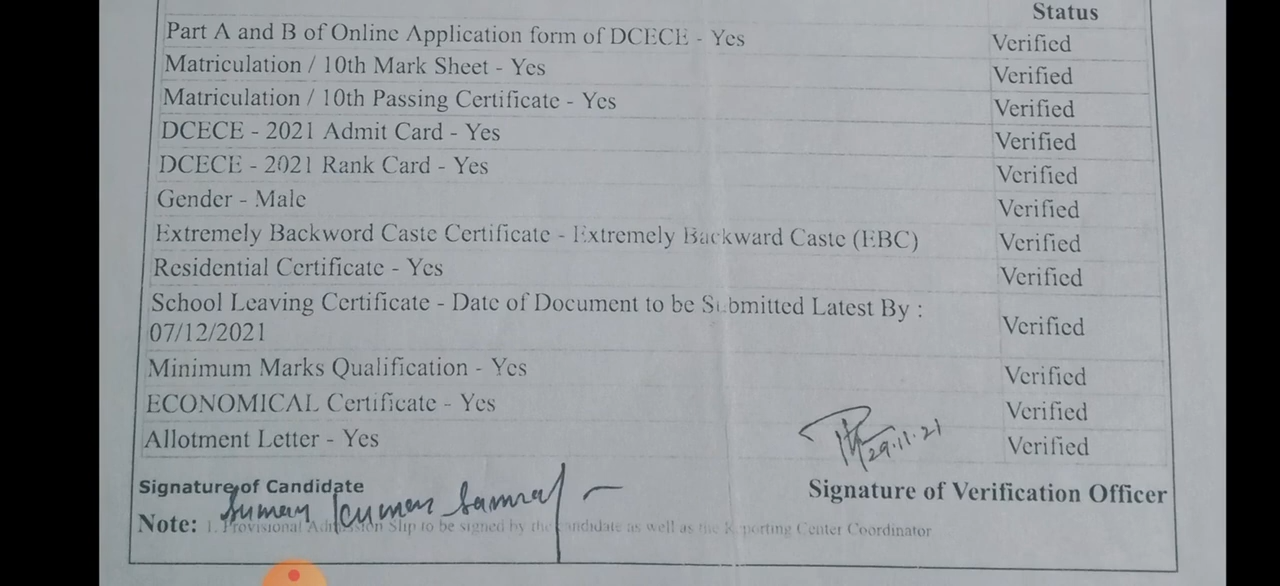 Status
Part A and B of Online Application form of DCECE - Yes Verified
Matriculation / 10th Mark Sheet - Yes Verified
Matriculation / 10th Passing Certificate - Yes Verified
DCECE - 2021 Admit Card - Yes Verified
DCECE - 2021 Rank Card - Yes Verified
Gender - Male Verified
Extremely Backword Caste Certificate - Extremely Backward Caste (EBC) Verified
Residential Certificate - Yes Verified
School Leaving Certificate - Date of Document to be Submitted Latest By :
07/12/2021 Verified
Minimum Marks Qualification - Yes Verified
ECONOMICAL Certificate - Yes Verified
Allotment Letter - Yes Verified
29.11.21
Signature of Candidate Signature of Verification Officer
Suman Kumar
Note: 1. Provisional Admission Slip to be signed by the candidate as well as the Reporting Center Coordinator